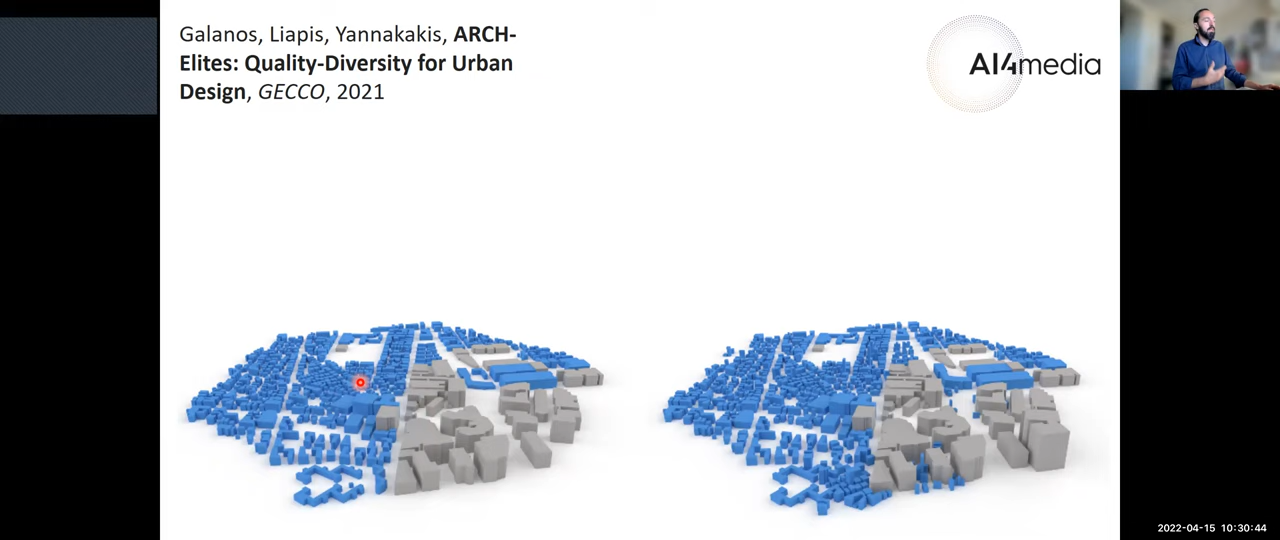 Galanos, Liapis, Yannakakis, ARCH-
Elites: Quality-Diversity for Urban
Design, GECCO, 2021
AI4media
2022-04-15 10:30:44